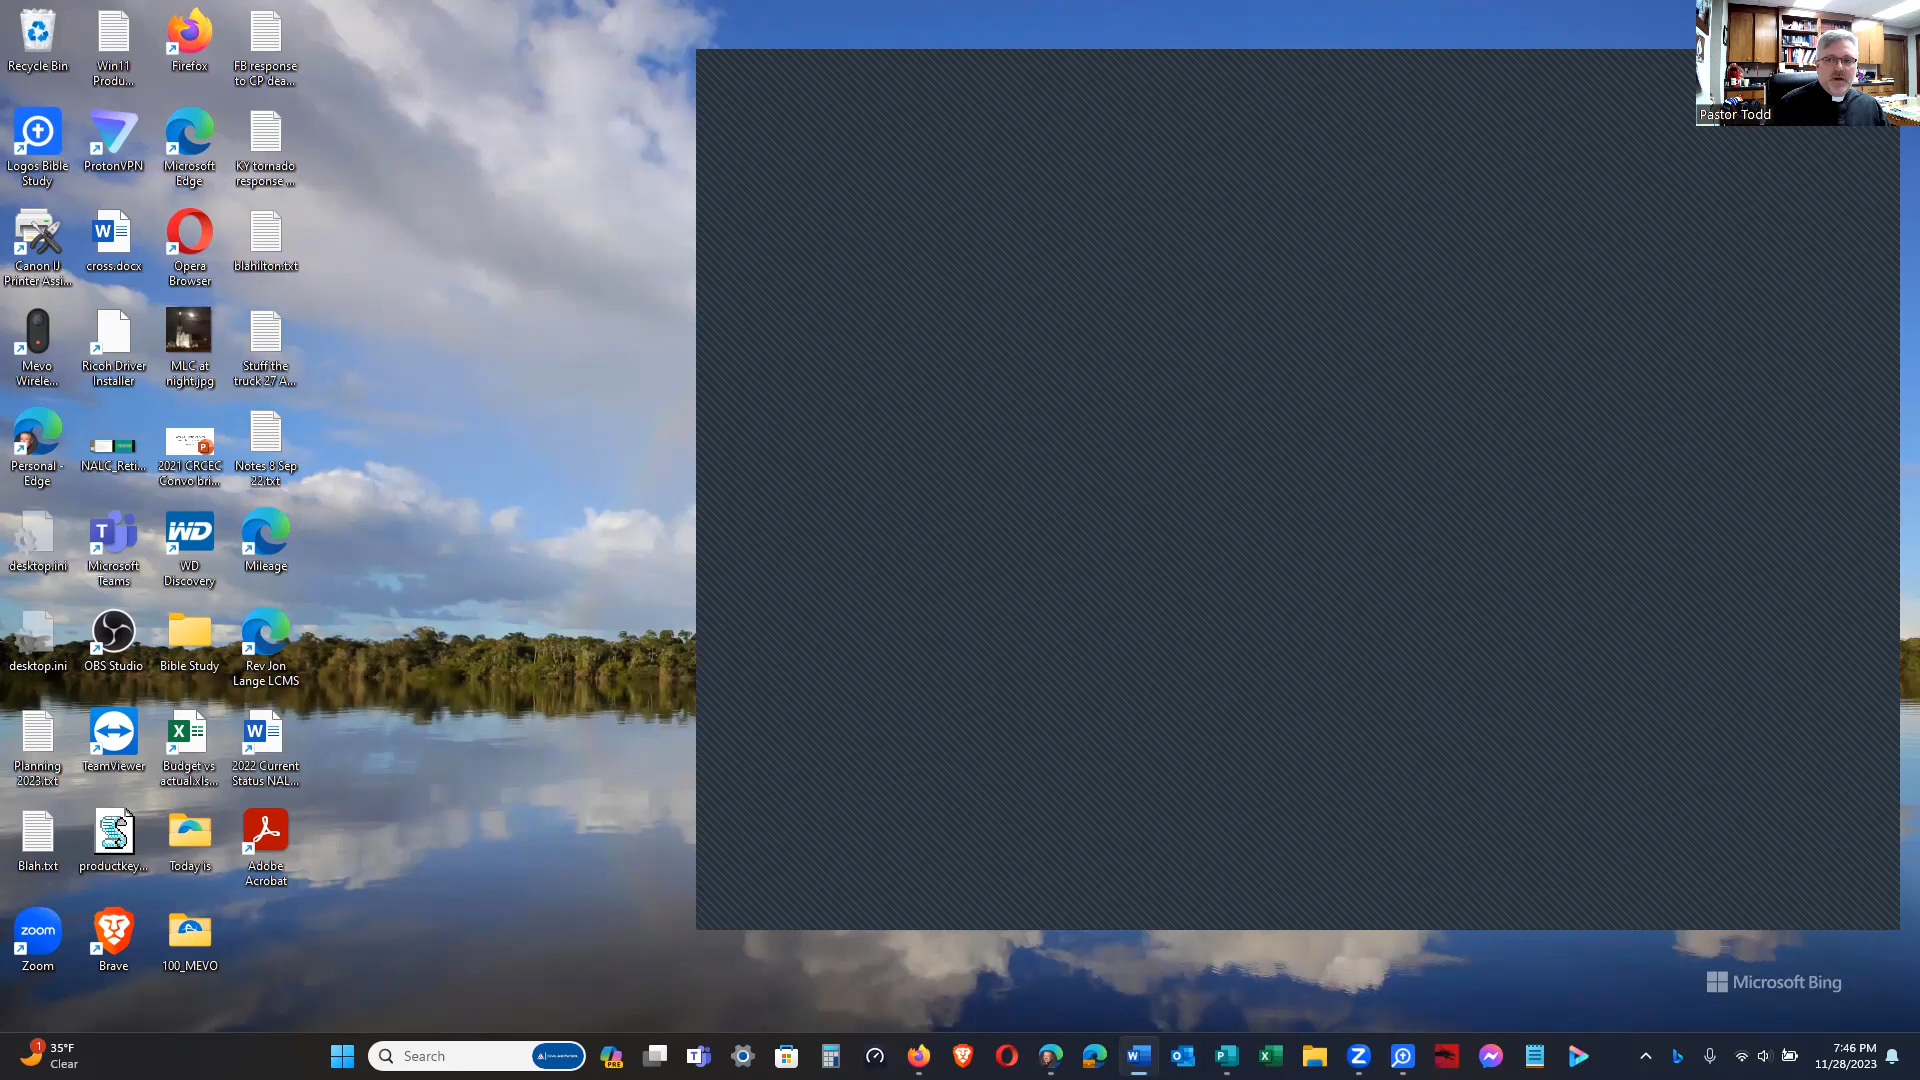 Recycle Bin
Win11
Produ...
Firefox
FB response
to CP dea...
Logos Bible
Study
ProtonVPN
Microsoft
Edge
KY tornado
response ...
Canon IJ
Printer Assi...
cross.docx
Opera
Browser
blahilton.txt
Mevo
Wirele...
Ricoh Driver
Installer
MLC at
night.jpg
Stuff the
truck 27 A...
Personal -
Edge
NALC_Reti...
2021 CRCEC
Convo bri...
Notes 8 Sep
22.txt
desktop.ini
Microsoft
Teams
WD
WD
Discovery
Mileage
desktop.ini
OBS Studio
Bible Study
Rev Jon
Lange LCMS
Planning
2023.txt
TeamViewer
Budget vs
actual.xls...
2022 Current
Status NAL...
Blah.txt
productkey...
Today is
Adobe
Acrobat
zoom
Zoom
Brave
100_MEVO
Pastor Todd
Microsoft Bing
1
35°F
Clear
Search
PRE
7:46 PM
11/28/2023